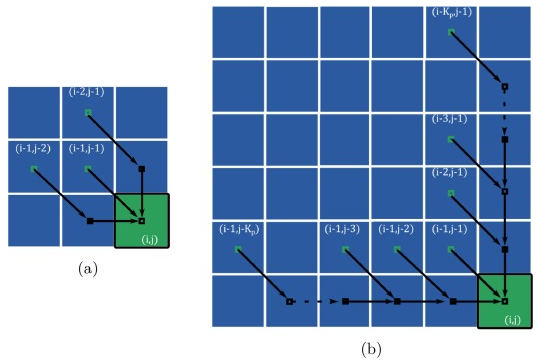 (i-2,j-1)
(i-1,j-2)
(i-1,j-1)
(i,j)
(a)
(i-Kp,j-1)
(i-3,j-1)
(i-2,j-1)
(i-1,j-Kp)
(i-1,j-3)
(i-1,j-2)
(i-1,j-1)
(i,j)
(b)